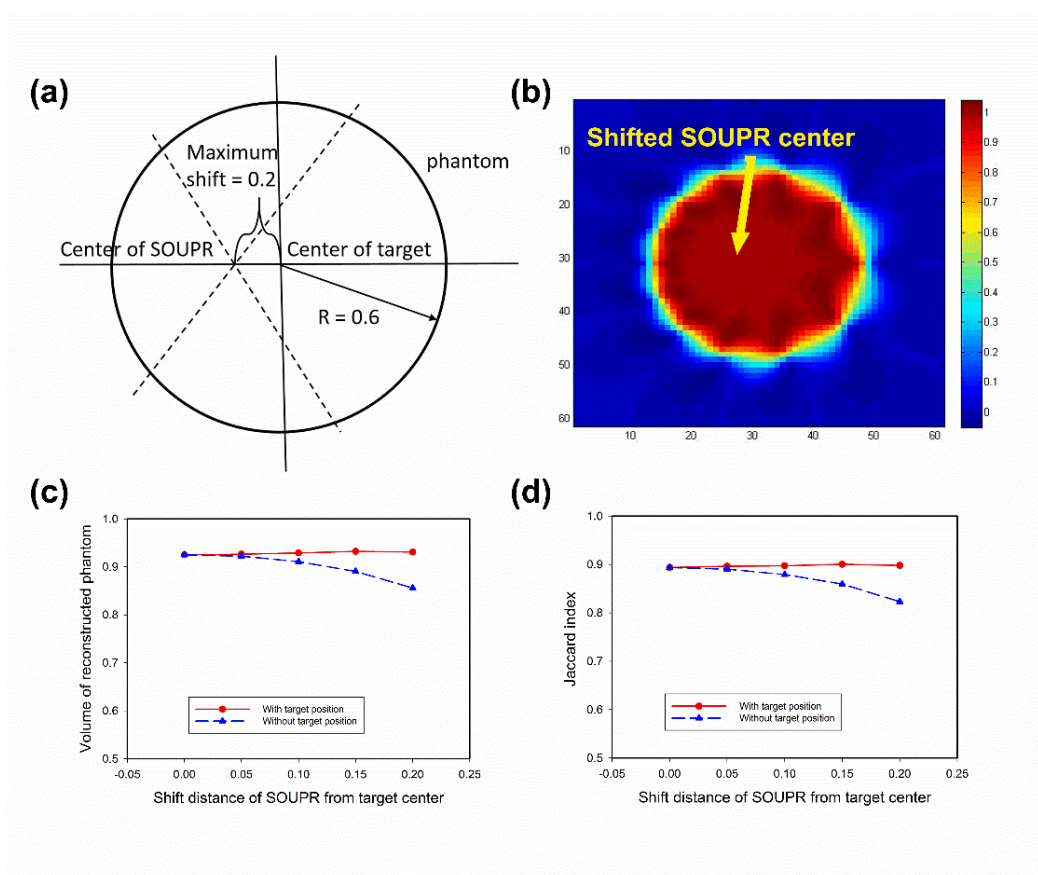 (a)
Maximum
shift = 0.2
phantom
Center of SOUPR
Center of target
R = 0.6
(b)
Shifted SOUPR center
10
20
30
40
50
60
10
20
30
40
50
60
1
0.9
0.8
0.7
0.6
0.5
0.4
0.3
0.2
0.1
0
(c)
Volume of reconstructed phantom
1.0
0.9
0.8
0.7
0.6
0.5
With target position
Without target position
-0.05
0.00
0.05
0.10
0.15
0.20
0.25
Shift distance of SOUPR from target center
(d)
Jaccard index
1.0
0.9
0.8
0.7
0.6
0.5
With target position
Without target position
-0.05
0.00
0.05
0.10
0.15
0.20
0.25
Shift distance of SOUPR from target center